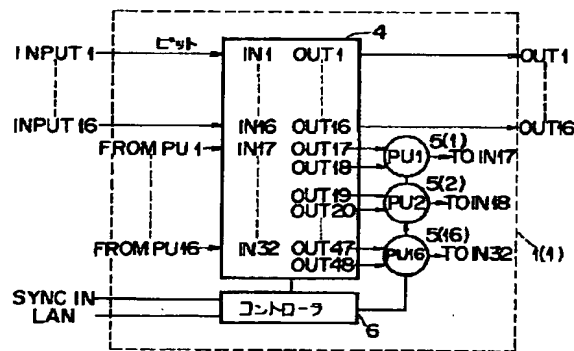 4
INPUT 1 ビット IN1 OUT1 OUT1
INPUT 16 IN16 OUT16 OUT16
FROM PU 1 IN17 OUT17 PU1 5(1) TO IN17
OUT18
OUT19 PU2 5(2) TO IN18
OUT20
FROM PU16 IN32 OUT47 PU16 5(16) TO IN32
OUT48
1(1)
SYNC IN
LAN コントローラ 6